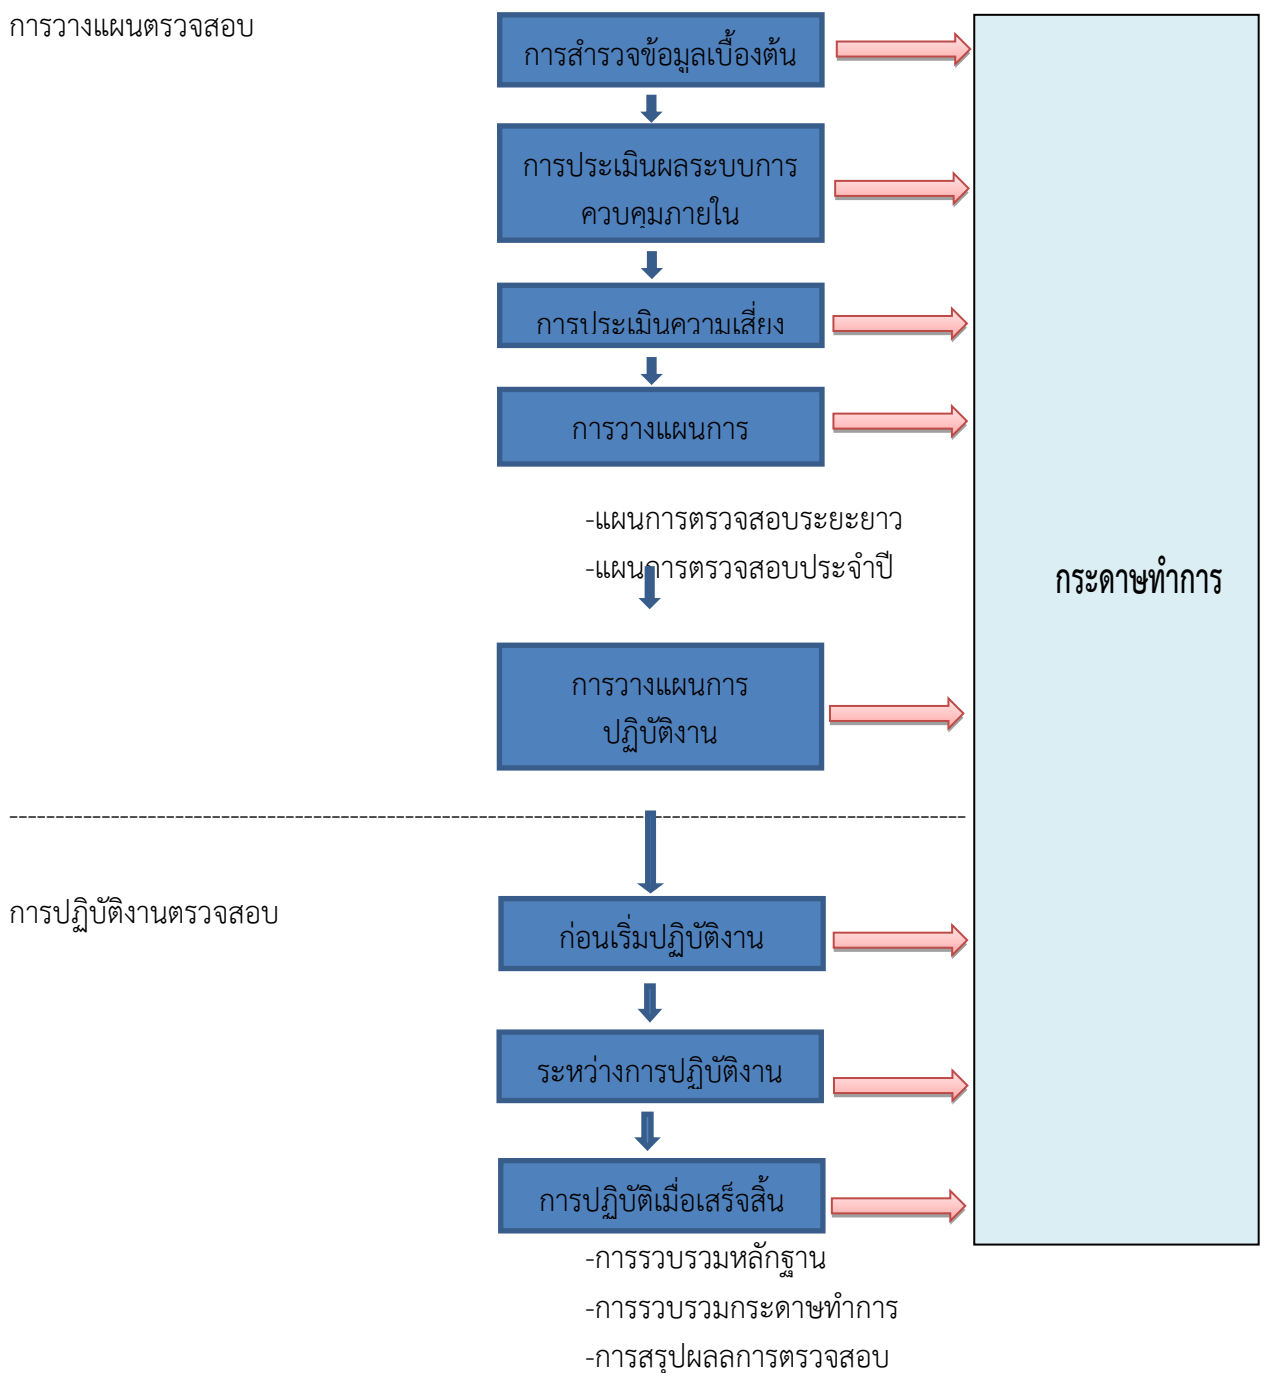 การวางแผนตรวจสอบ
การสำรวจข้อมูลเบื้องต้น
การประเมินผลระบบการ
ควบคุมภายใน
การประเมินความเสี่ยง
การวางแผนการ
-แผนการตรวจสอบระยะยาว
-แผนการตรวจสอบประจำปี
กระดาษทำการ
การวางแผนการ
ปฏิบัติงาน
การปฏิบัติงานตรวจสอบ
ก่อนเริ่มปฏิบัติงาน
ระหว่างการปฏิบัติงาน
การปฏิบัติเมื่อเสร็จสิ้น
-การรวบรวมหลักฐาน
-การรวบรวมกระดาษทำการ
-การสรุปผลลการตรวจสอบ